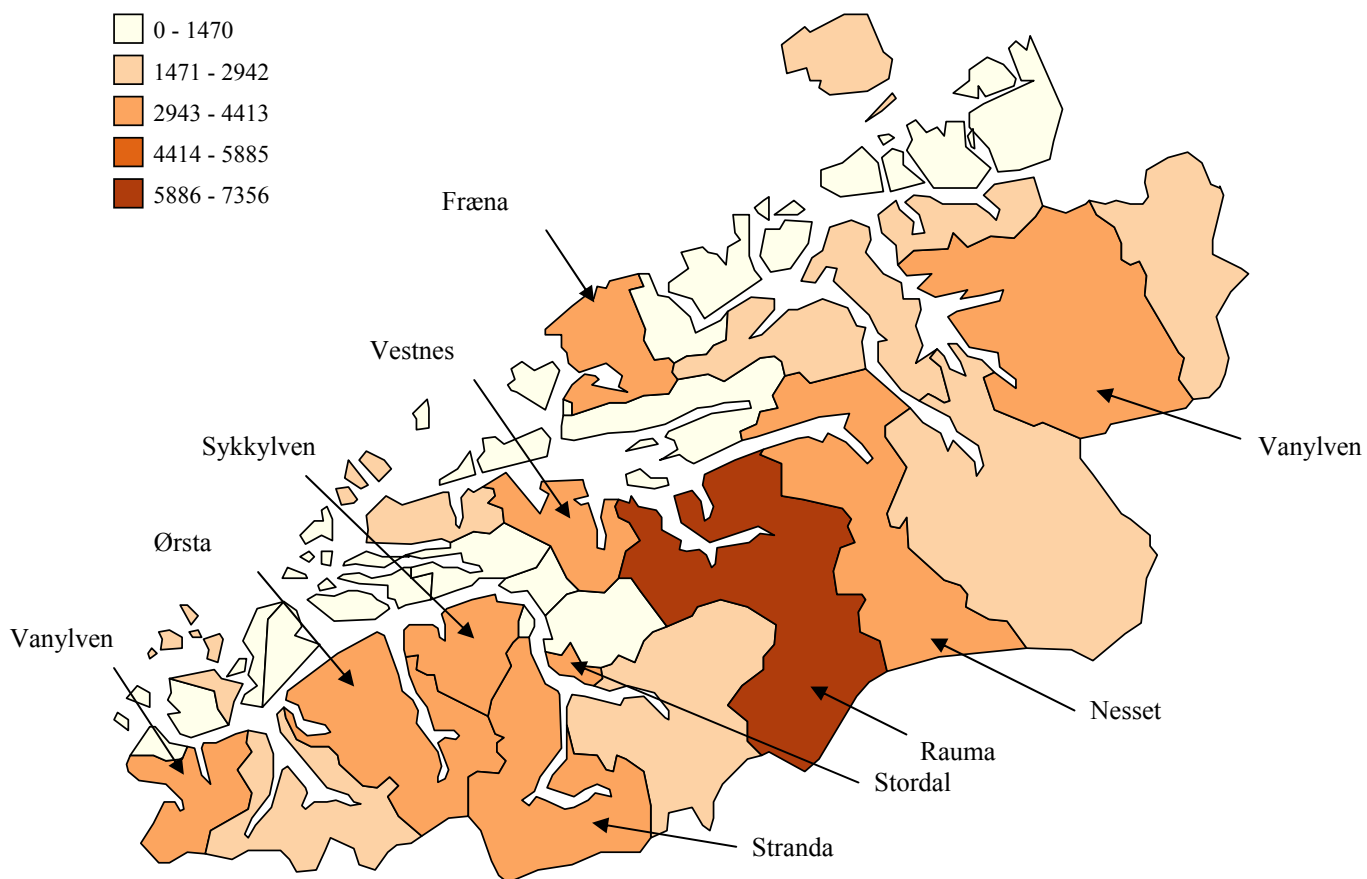 0 - 1470
1471 - 2942
2943 - 4413
4414 - 5885
5886 - 7356
Fræna
Vestnes
Sykkylven
Vanylven
Ørsta
Vanylven
Nesset
Rauma
Stordal
Stranda